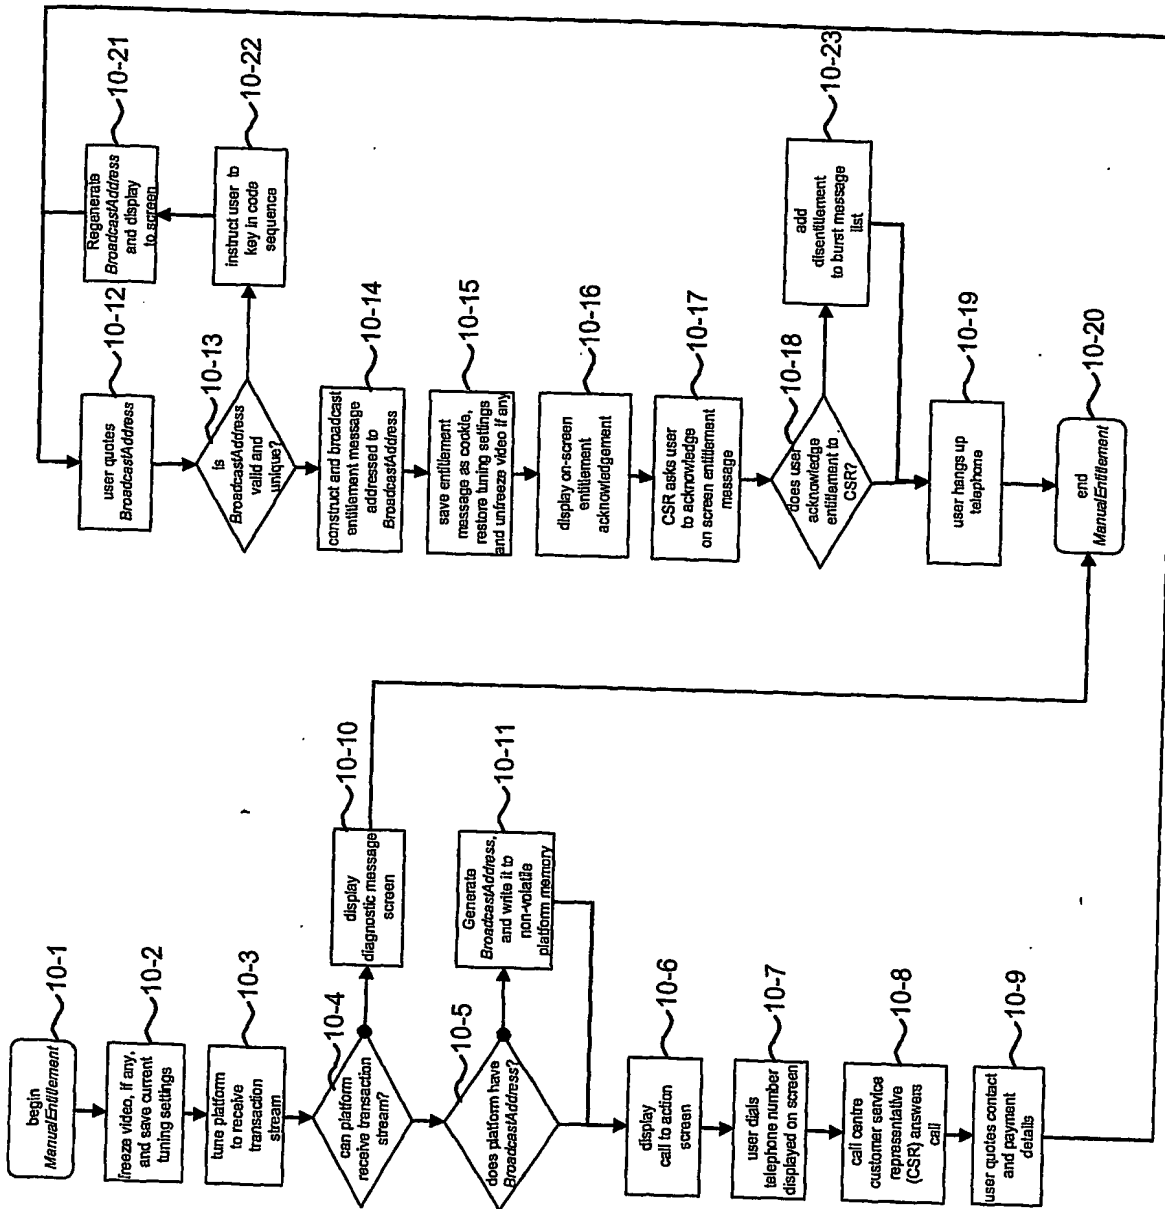 begin
ManualEntitlement
10-1
freeze video, if any,
and save current
tuning settings
10-2
tune platform
to receive
transaction
stream
10-3
can platform
receive transaction
stream?
10-4
display
diagnostic message
screen
10-10
does platform have
BroadcastAddress?
10-5
Generate
BroadcastAddress,
and write it to
non-volatile
platform memory
10-11
display
call to action
screen
10-6
user dials
telephone number
displayed on screen
10-7
call centre
customer service
representative
(CSR) answers
call
10-8
user quotes contact
and payment
details
10-9
user quotes
BroadcastAddress
10-12
Regenerate
BroadcastAddress
and display
to screen
10-21
is
BroadcastAddress
valid and
unique?
10-13
instruct user to
key in code
sequence
10-22
construct and broadcast
entitlement message
addressed to
BroadcastAddress
10-14
save entitlement
message as cookie,
restore tuning settings
and unfreeze video if any
10-15
display on-screen
entitlement
acknowledgement
10-16
CSR asks user
to acknowledge
on screen entitlement
message
10-17
does user
acknowledge
entitlement to
CSR?
10-18
add
disentitlement
to burst message
list
10-23
user hangs up
telephone
10-19
end
ManualEntitlement
10-20